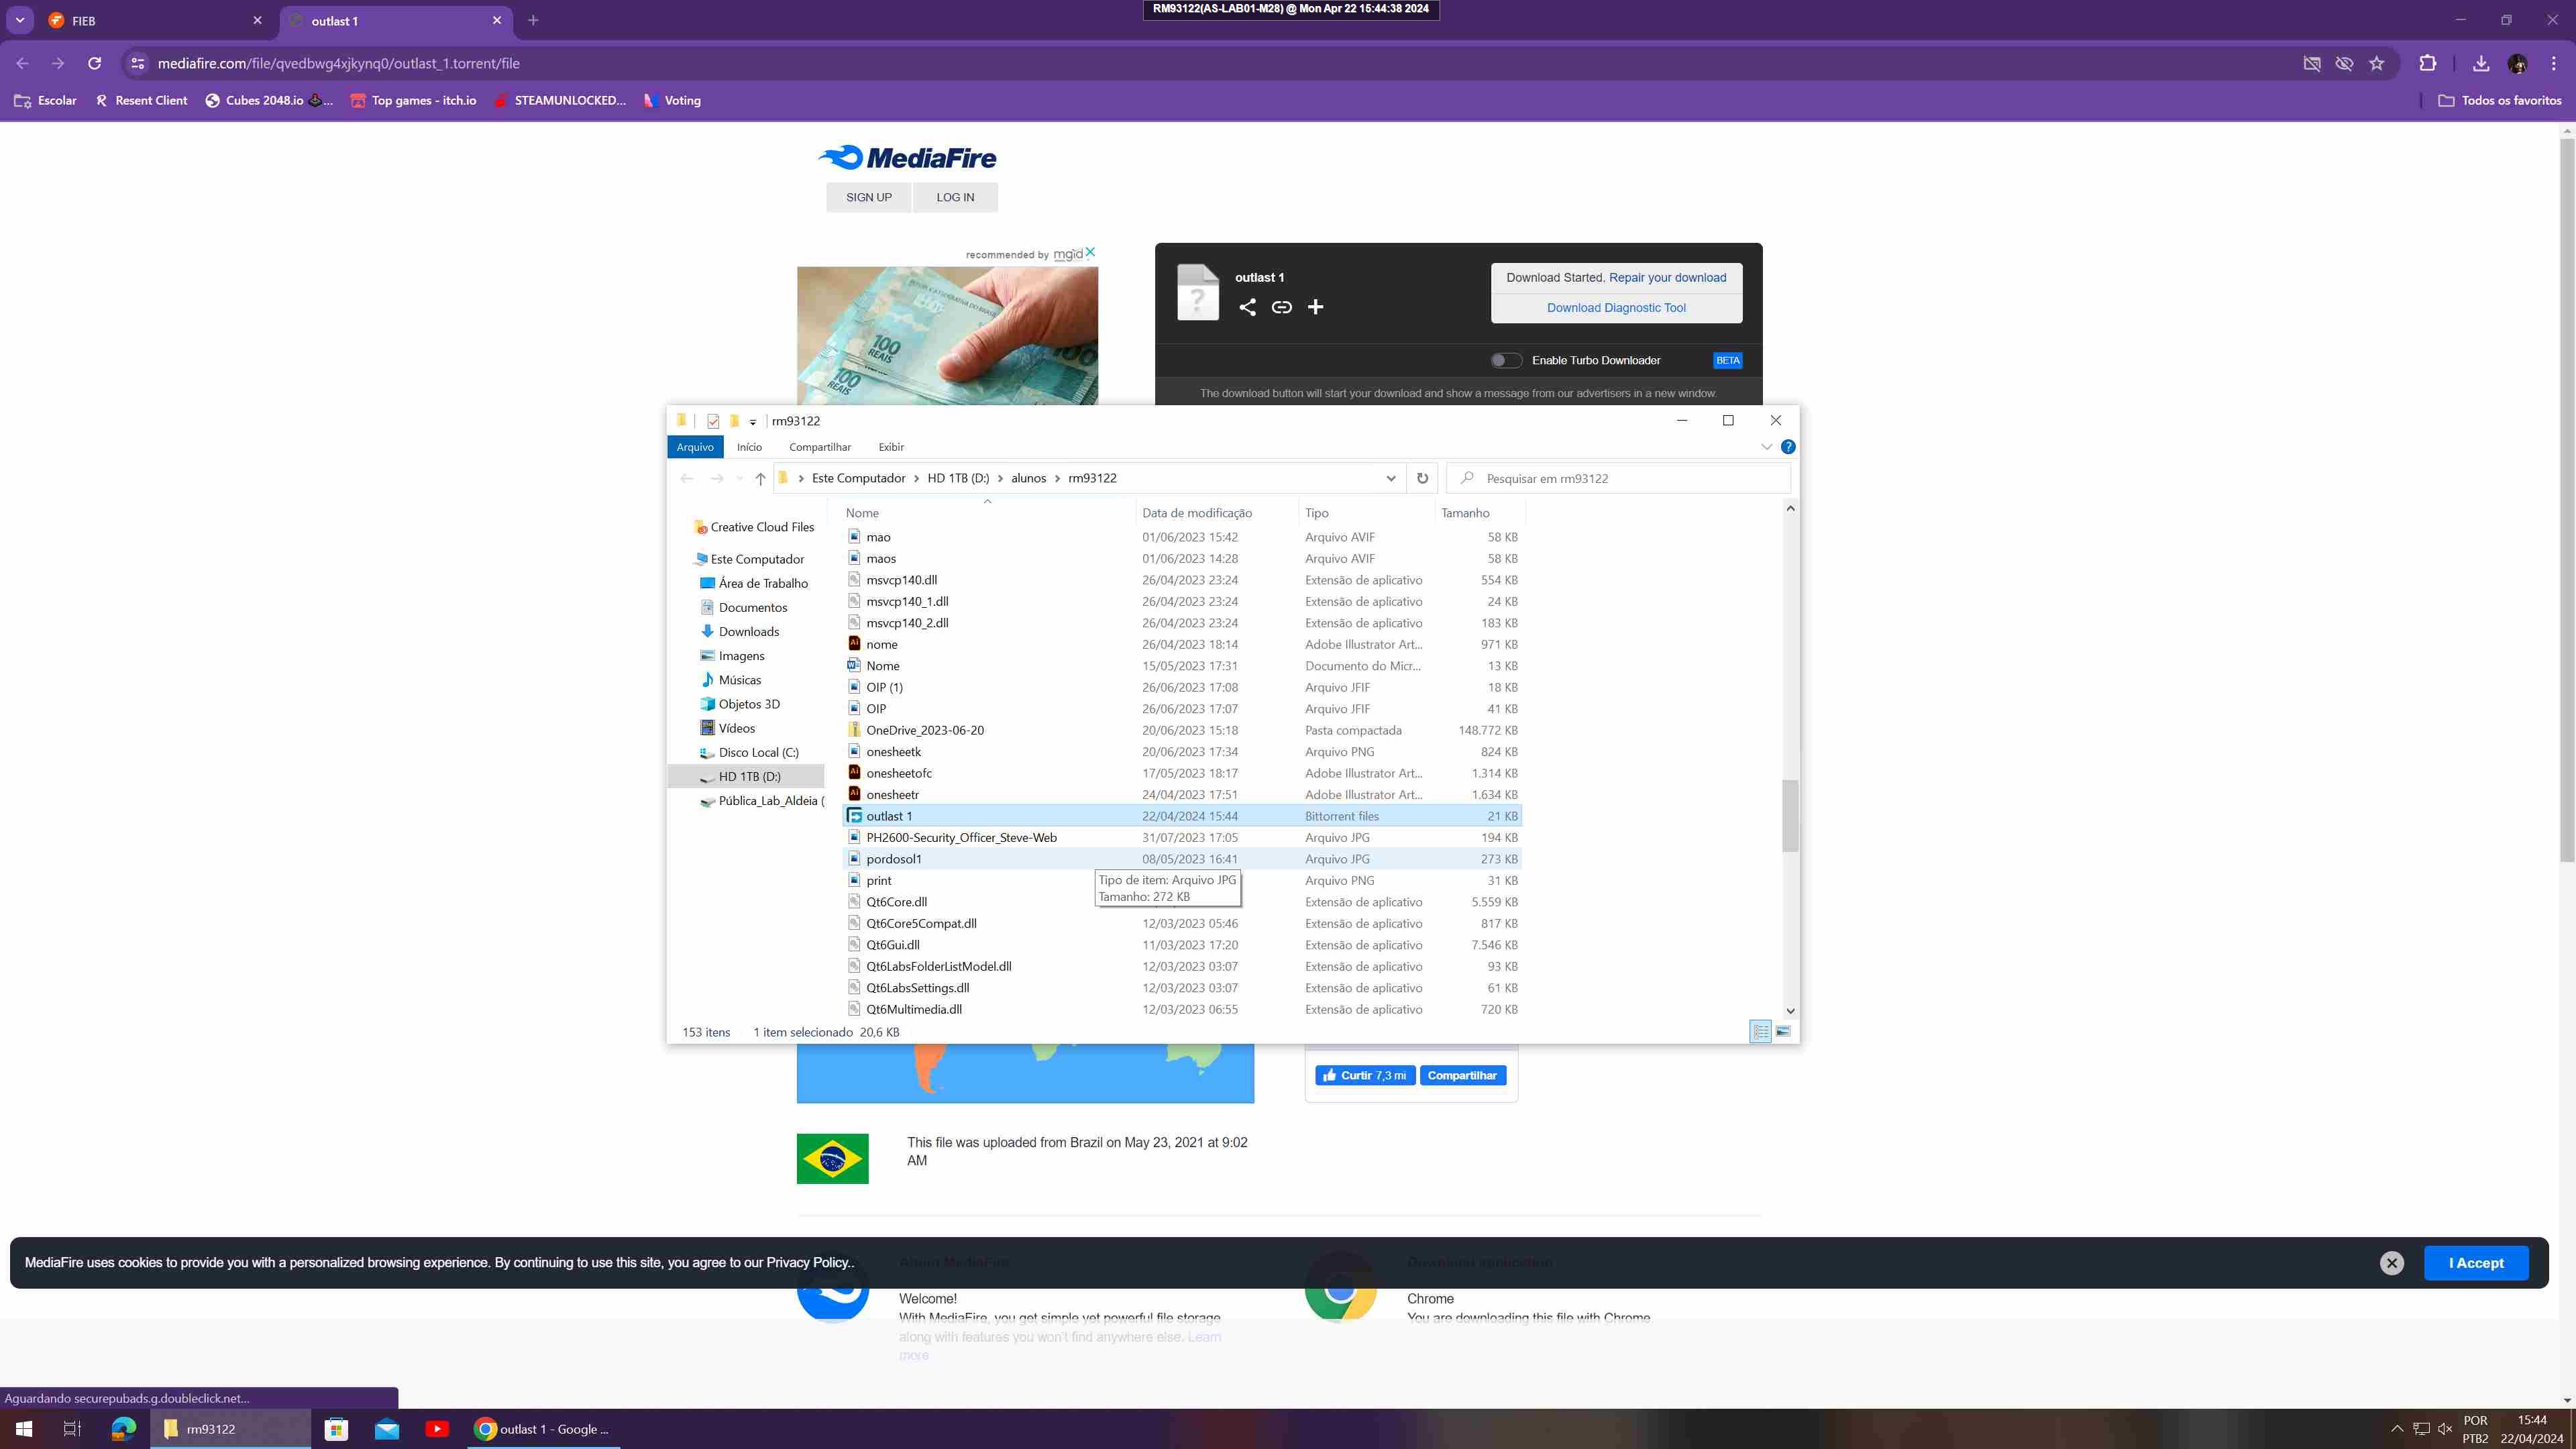 RM93122(AS-LAB01-M28) @ Mon Apr 22 15:44:38 2024
FIEB
outlast 1
mediafire.com/file/qvedbwg4xjkynq0/outlast_1.torrent/file
Escolar
Resent Client
Cubes 2048.io
...
Top games - itch.io
STEAMUNLOCKED...
Voting
Todos os favoritos
MediaFire
SIGN UP
LOG IN
recommended by mgid
100
REAIS
100
REAIS
outlast 1
Download Started. Repair your download
Download Diagnostic Tool
Enable Turbo Downloader
BETA
The download button will start your download and show a message from our advertisers in a new window.
rm93122
Arquivo
Início
Compartilhar
Exibir
Este Computador
HD 1TB (D:)
alunos
rm93122
Pesquisar em rm93122
Creative Cloud Files
Este Computador
Área de Trabalho
Documentos
Downloads
Imagens
Músicas
Objetos 3D
Vídeos
Disco Local (C:)
HD 1TB (D:)
Pública_Lab_Aldeia (
Nome Data de modificação Tipo Tamanho
mao 01/06/2023 15:42 Arquivo AVIF 58 KB
maos 01/06/2023 14:28 Arquivo AVIF 58 KB
msvcp140.dll 26/04/2023 23:24 Extensão de aplicativo 554 KB
msvcp140_1.dll 26/04/2023 23:24 Extensão de aplicativo 24 KB
msvcp140_2.dll 26/04/2023 23:24 Extensão de aplicativo 183 KB
nome 26/04/2023 18:14 Adobe Illustrator Art... 971 KB
Nome 15/05/2023 17:31 Documento do Micr... 13 KB
OIP (1) 26/06/2023 17:08 Arquivo JFIF 18 KB
OIP 26/06/2023 17:07 Arquivo JFIF 41 KB
OneDrive_2023-06-20 20/06/2023 15:18 Pasta compactada 148.772 KB
onesheetk 20/06/2023 17:34 Arquivo PNG 824 KB
onesheetofc 17/05/2023 18:17 Adobe Illustrator Art... 1.314 KB
onesheetr 24/04/2023 17:51 Adobe Illustrator Art... 1.634 KB
outlast 1 22/04/2024 15:44 Bittorrent files 21 KB
PH2600-Security_Officer_Steve-Web 31/07/2023 17:05 Arquivo JPG 194 KB
pordosol1 08/05/2023 16:41 Arquivo JPG 273 KB
print Arquivo PNG 31 KB
Tipo de item: Arquivo JPG
Tamanho: 272 KB
Qt6Core.dll Extensão de aplicativo 5.559 KB
Qt6Core5Compat.dll 12/03/2023 05:46 Extensão de aplicativo 817 KB
Qt6Gui.dll 11/03/2023 17:20 Extensão de aplicativo 7.546 KB
Qt6LabsFolderListModel.dll 12/03/2023 03:07 Extensão de aplicativo 93 KB
Qt6LabsSettings.dll 12/03/2023 03:07 Extensão de aplicativo 61 KB
Qt6Multimedia.dll 12/03/2023 06:55 Extensão de aplicativo 720 KB
153 itens
1 item selecionado 20,6 KB
Curtir 7,3 mi
Compartilhar
This file was uploaded from Brazil on May 23, 2021 at 9:02
AM
MediaFire uses cookies to provide you with a personalized browsing experience. By continuing to use this site, you agree to our Privacy Policy..
I Accept
About MediaFire
Download application
Welcome!
With MediaFire, you get simple yet powerful file storage
along with features you won't find anywhere else. Learn
more
Chrome
You are downloading this file with Chrome
Aguardando securepubads.g.doubleclick.net...
rm93122
outlast 1 - Google ...
POR
PTB2
15:44
22/04/2024